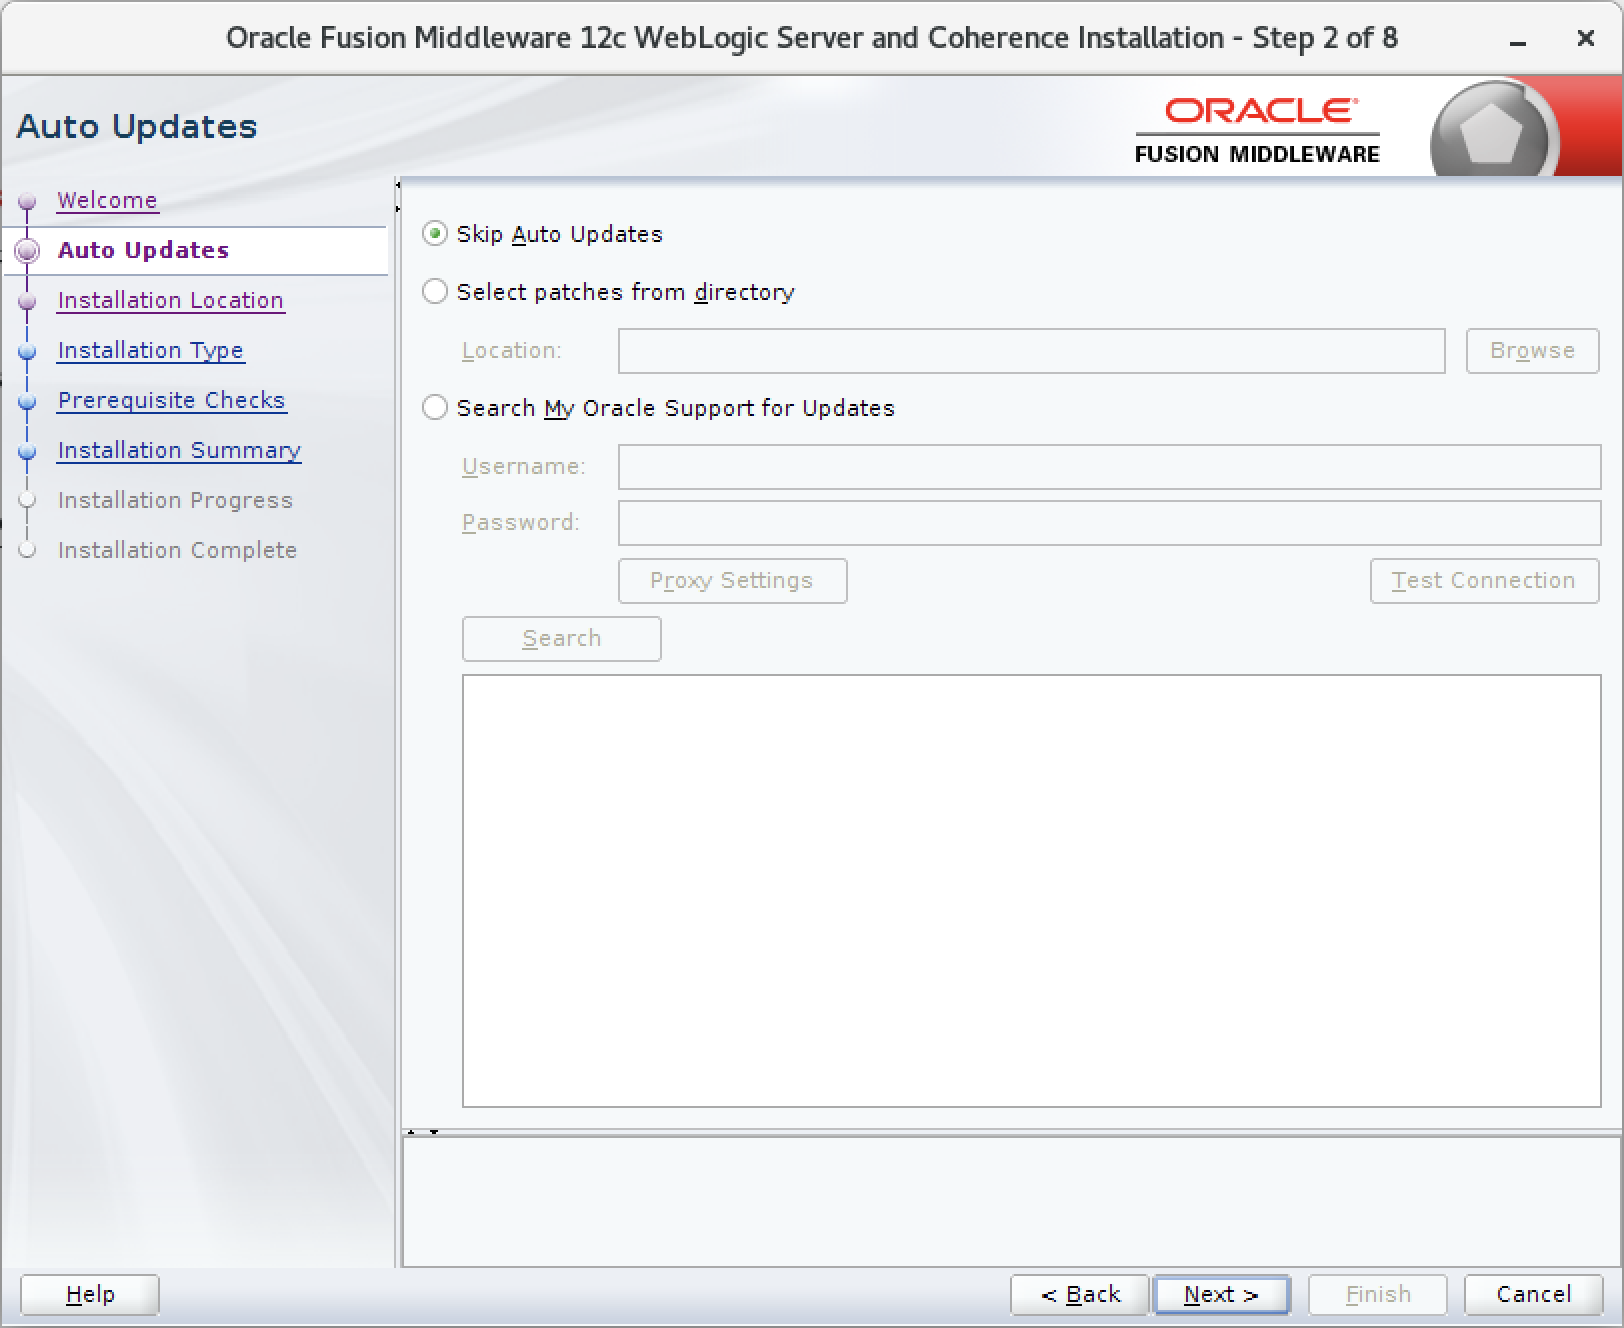 Oracle Fusion Middleware 12c WebLogic Server and Coherence Installation - Step 2 of 8
Auto Updates
ORACLE
FUSION MIDDLEWARE
Welcome
Auto Updates
Installation Location
Installation Type
Prerequisite Checks
Installation Summary
Installation Progress
Installation Complete
Skip Auto Updates
Select patches from directory
Location:
Browse
Search My Oracle Support for Updates
Username:
Password:
Proxy Settings
Test Connection
Search
Help
< Back
Next >
Finish
Cancel